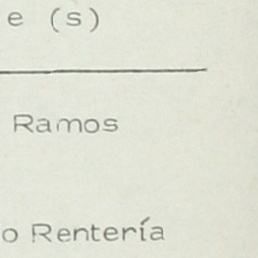 e (s)
Ramos
o Rentería